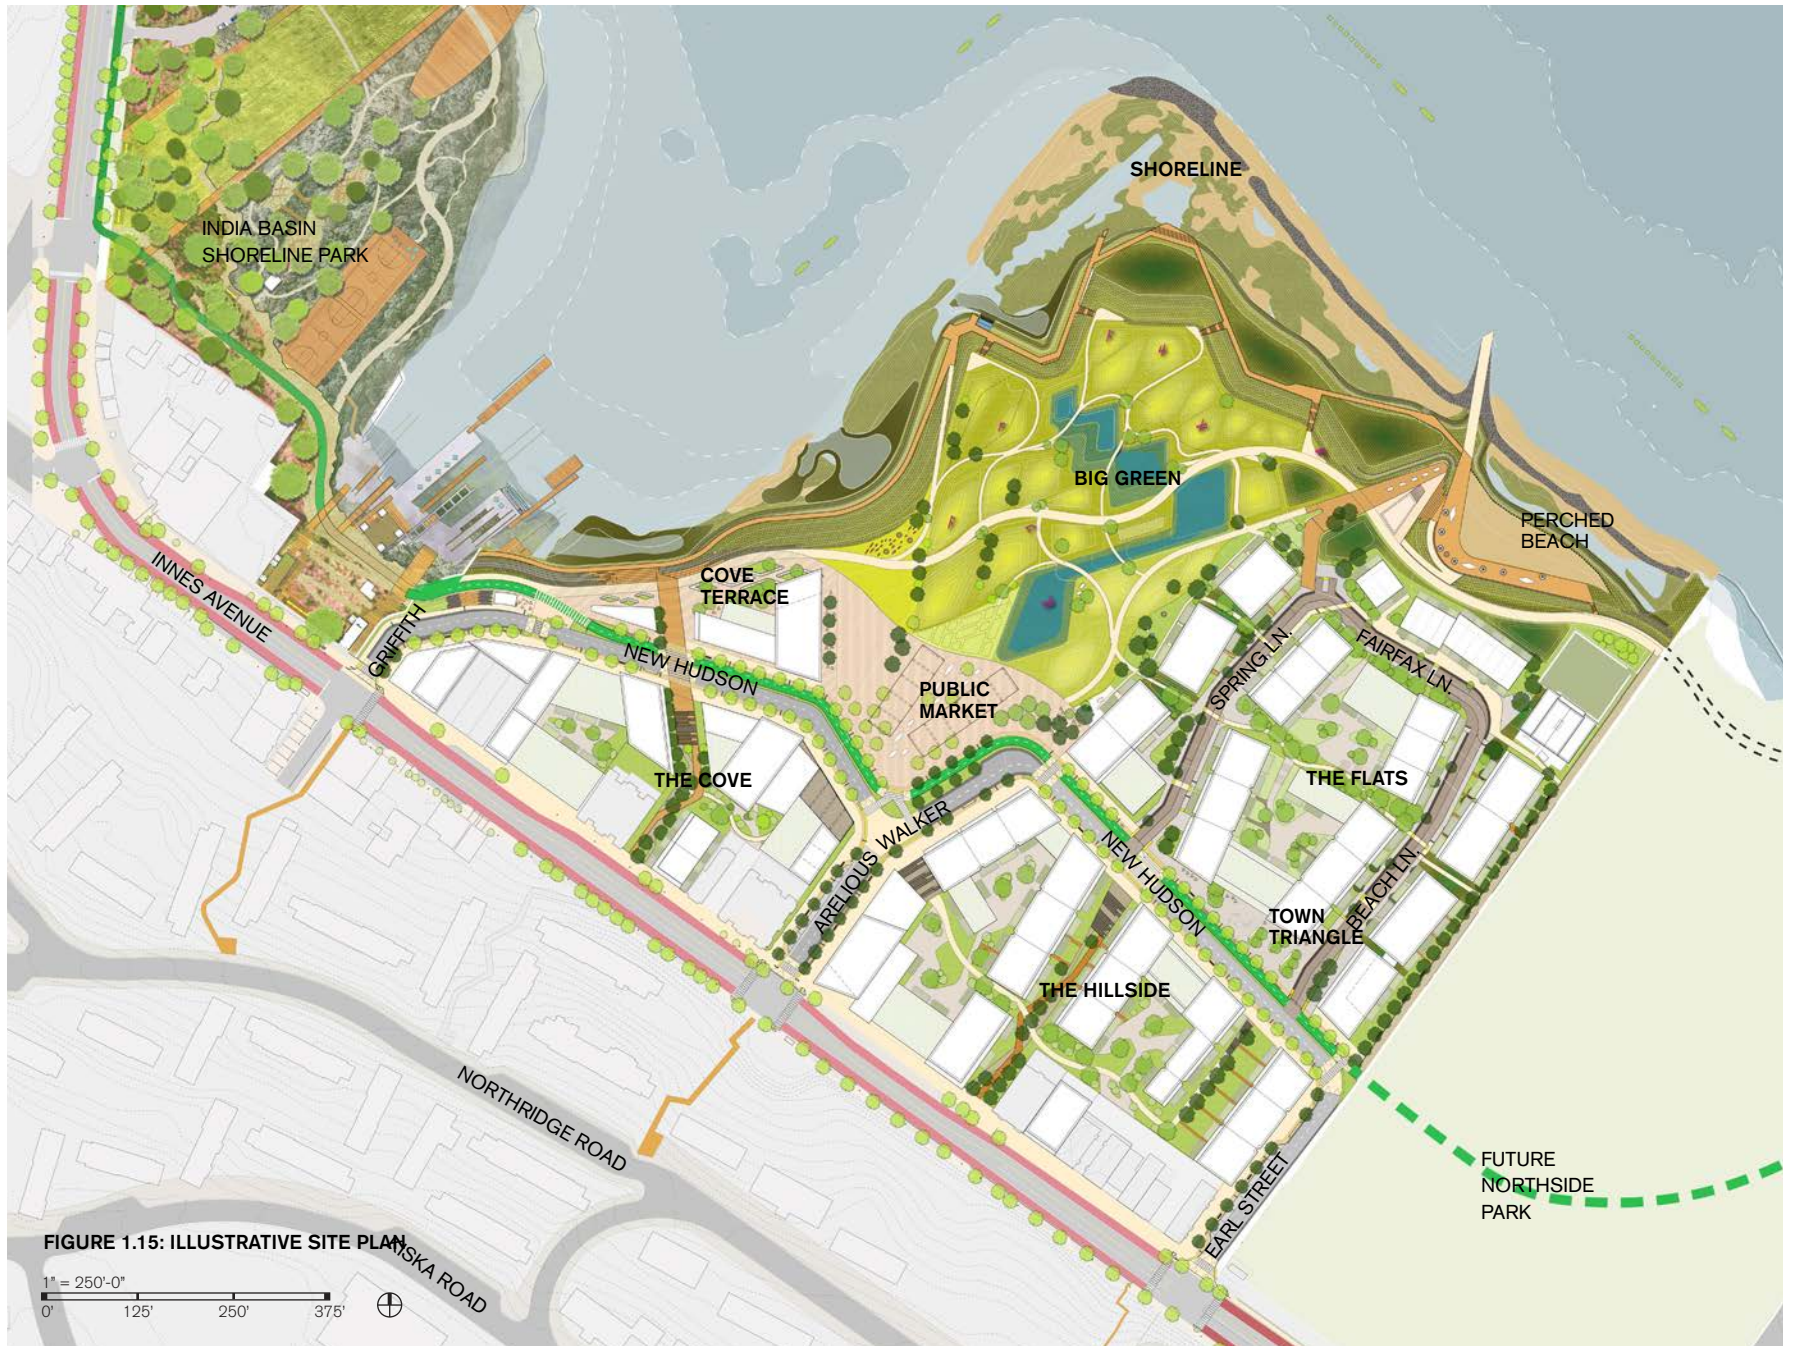 SHORELINE
INDIA BASIN
SHORELINE PARK
BIG GREEN
PERCHED
BEACH
INNES AVENUE
COVE
TERRACE
GRIFFITH
NEW HUDSON
SPRING LN.
FAIRFAX LN.
PUBLIC
MARKET
THE COVE
THE FLATS
ARELIOUS WALKER
NEW HUDSON
BEACH LN.
TOWN
TRIANGLE
THE HILLSIDE
NORTHRIDGE ROAD
EARL STREET
FUTURE
NORTHSIDE
PARK
FIGURE 1.15: ILLUSTRATIVE SITE PLAN
KISKA ROAD
1" = 250'-0"
0' 125' 250' 375'